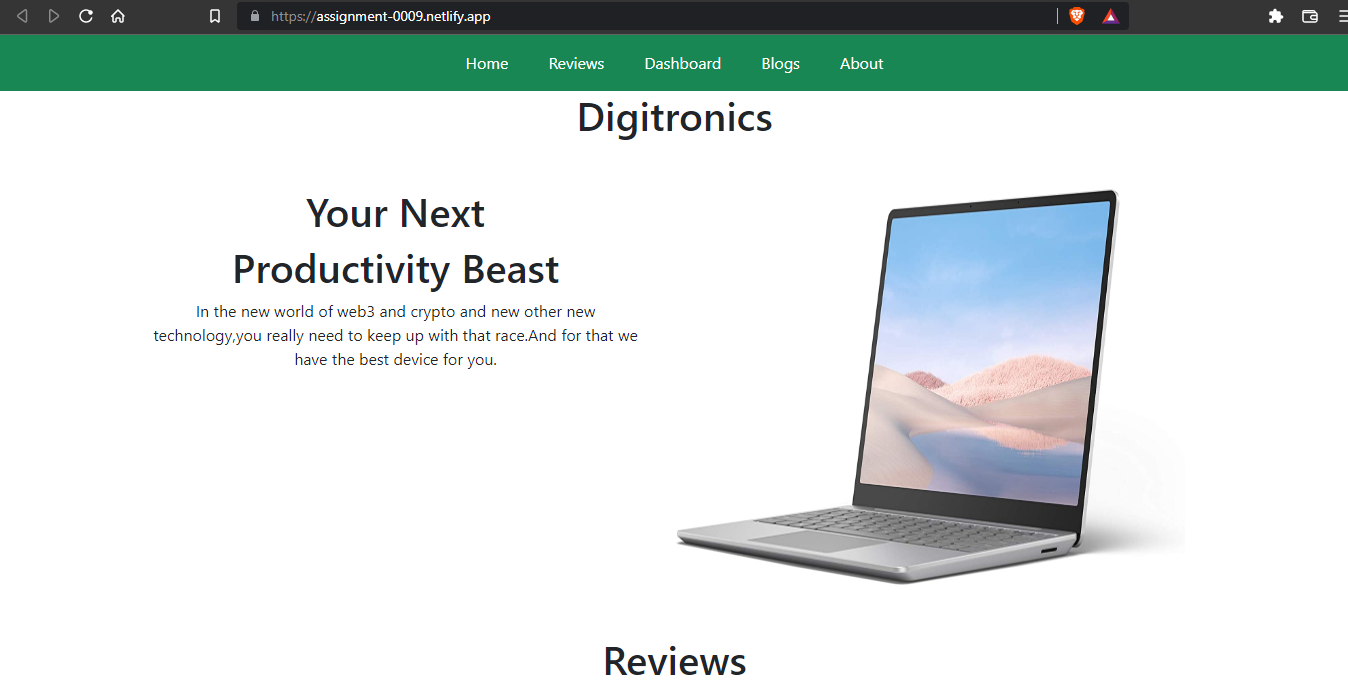 https://assignment-0009.netlify.app
Home Reviews Dashboard Blogs About
Digitronics
Your Next
Productivity Beast
In the new world of web3 and crypto and new other new
technology,you really need to keep up with that race.And for that we
have the best device for you.
Reviews